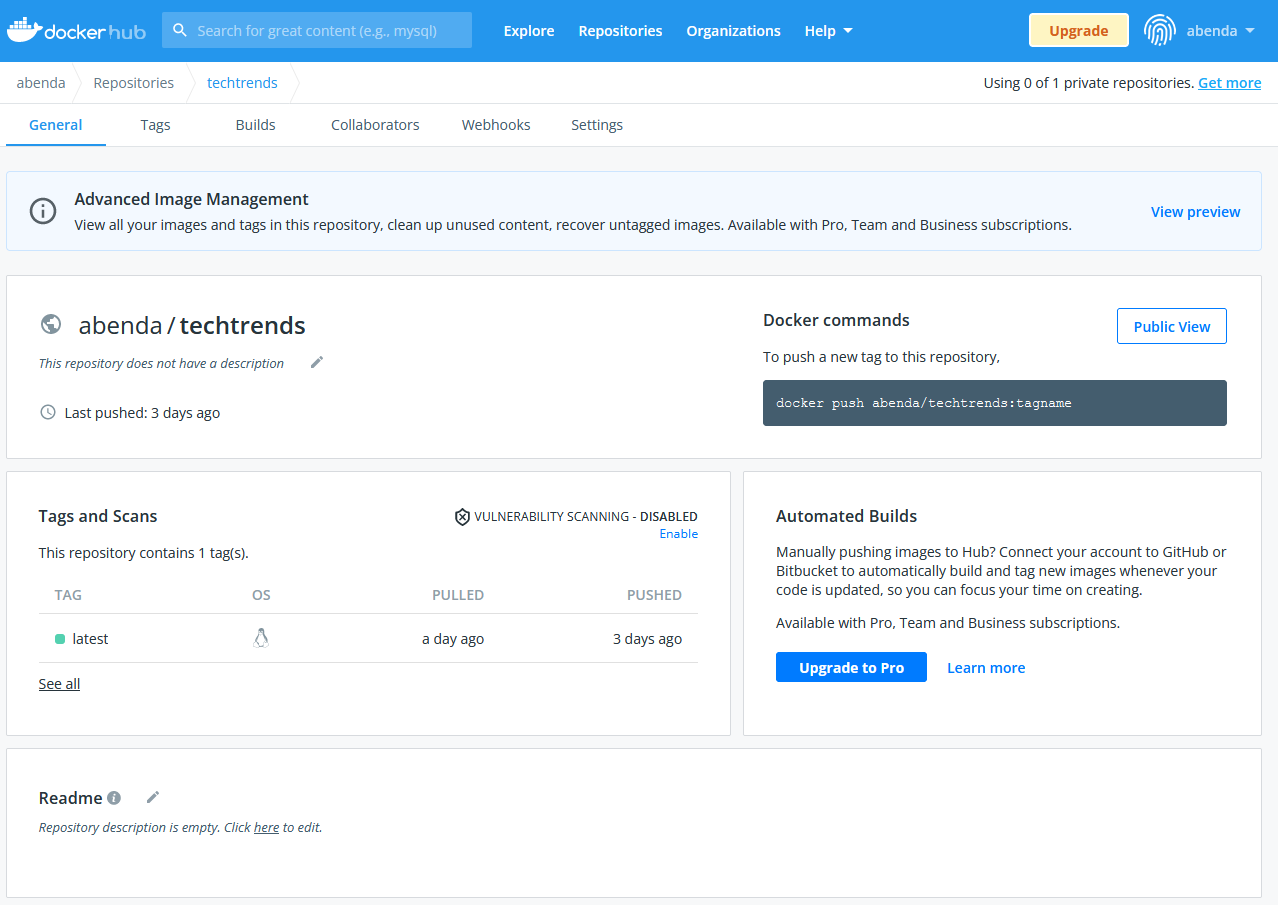 docker hub Search for great content (e.g., mysql) Explore Repositories Organizations Help Upgrade abenda
abenda Repositories techtrends Using 0 of 1 private repositories. Get more
General Tags Builds Collaborators Webhooks Settings
Advanced Image Management
View all your images and tags in this repository, clean up unused content, recover untagged images. Available with Pro, Team and Business subscriptions.
View preview
abenda / techtrends
This repository does not have a description
Last pushed: 3 days ago
Docker commands
Public View
To push a new tag to this repository,
docker push abenda/techtrends:tagname
Tags and Scans
VULNERABILITY SCANNING - DISABLED
Enable
This repository contains 1 tag(s).
TAG OS PULLED PUSHED
latest a day ago 3 days ago
See all
Automated Builds
Manually pushing images to Hub? Connect your account to GitHub or
Bitbucket to automatically build and tag new images whenever your
code is updated, so you can focus your time on creating.
Available with Pro, Team and Business subscriptions.
Upgrade to Pro Learn more
Readme
Repository description is empty. Click here to edit.